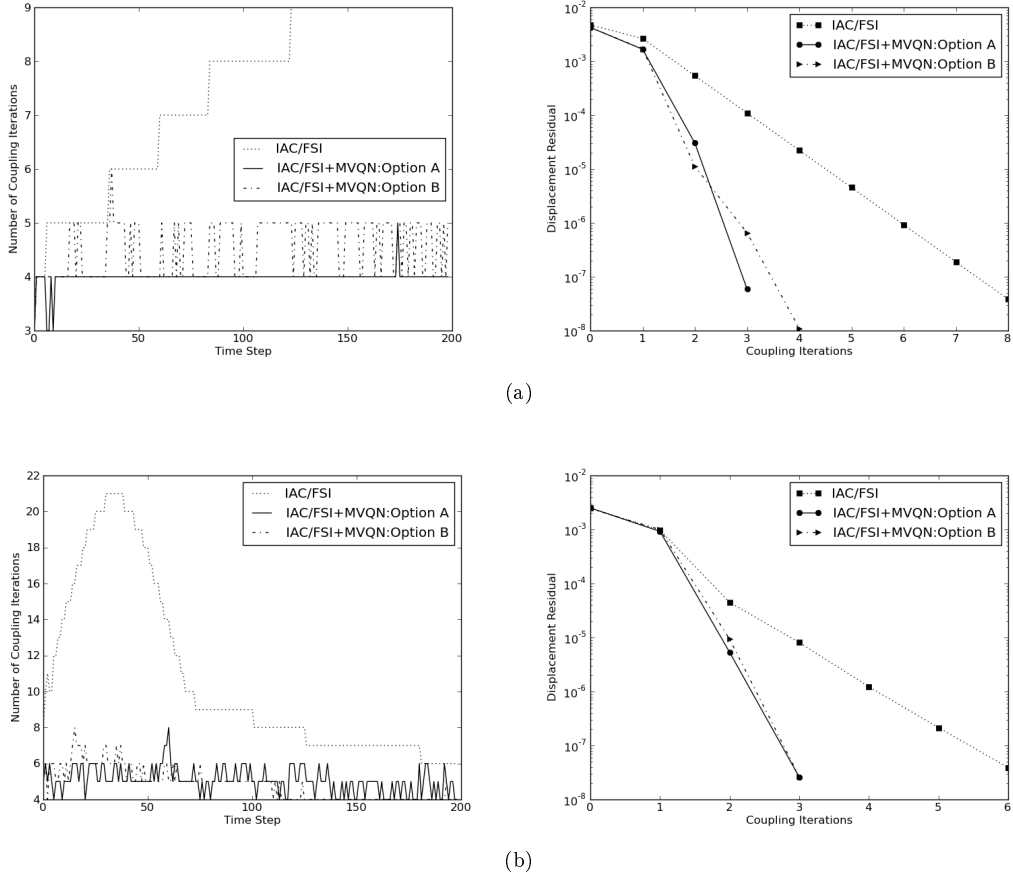 9
8
7
6
5
4
3
0
50
100
150
200
Number of Coupling Iterations
Time Step
IAC/FSI
IAC/FSI+MVQN:Option A
IAC/FSI+MVQN:Option B
10^-2
10^-3
10^-4
10^-5
10^-6
10^-7
10^-8
0
1
2
3
4
5
6
7
8
Displacement Residual
Coupling Iterations
IAC/FSI
IAC/FSI+MVQN:Option A
IAC/FSI+MVQN:Option B
(a)
22
20
18
16
14
12
10
8
6
4
0
50
100
150
200
Number of Coupling Iterations
Time Step
IAC/FSI
IAC/FSI+MVQN:Option A
IAC/FSI+MVQN:Option B
10^-2
10^-3
10^-4
10^-5
10^-6
10^-7
10^-8
0
1
2
3
4
5
6
Displacement Residual
Coupling Iterations
IAC/FSI
IAC/FSI+MVQN:Option A
IAC/FSI+MVQN:Option B
(b)